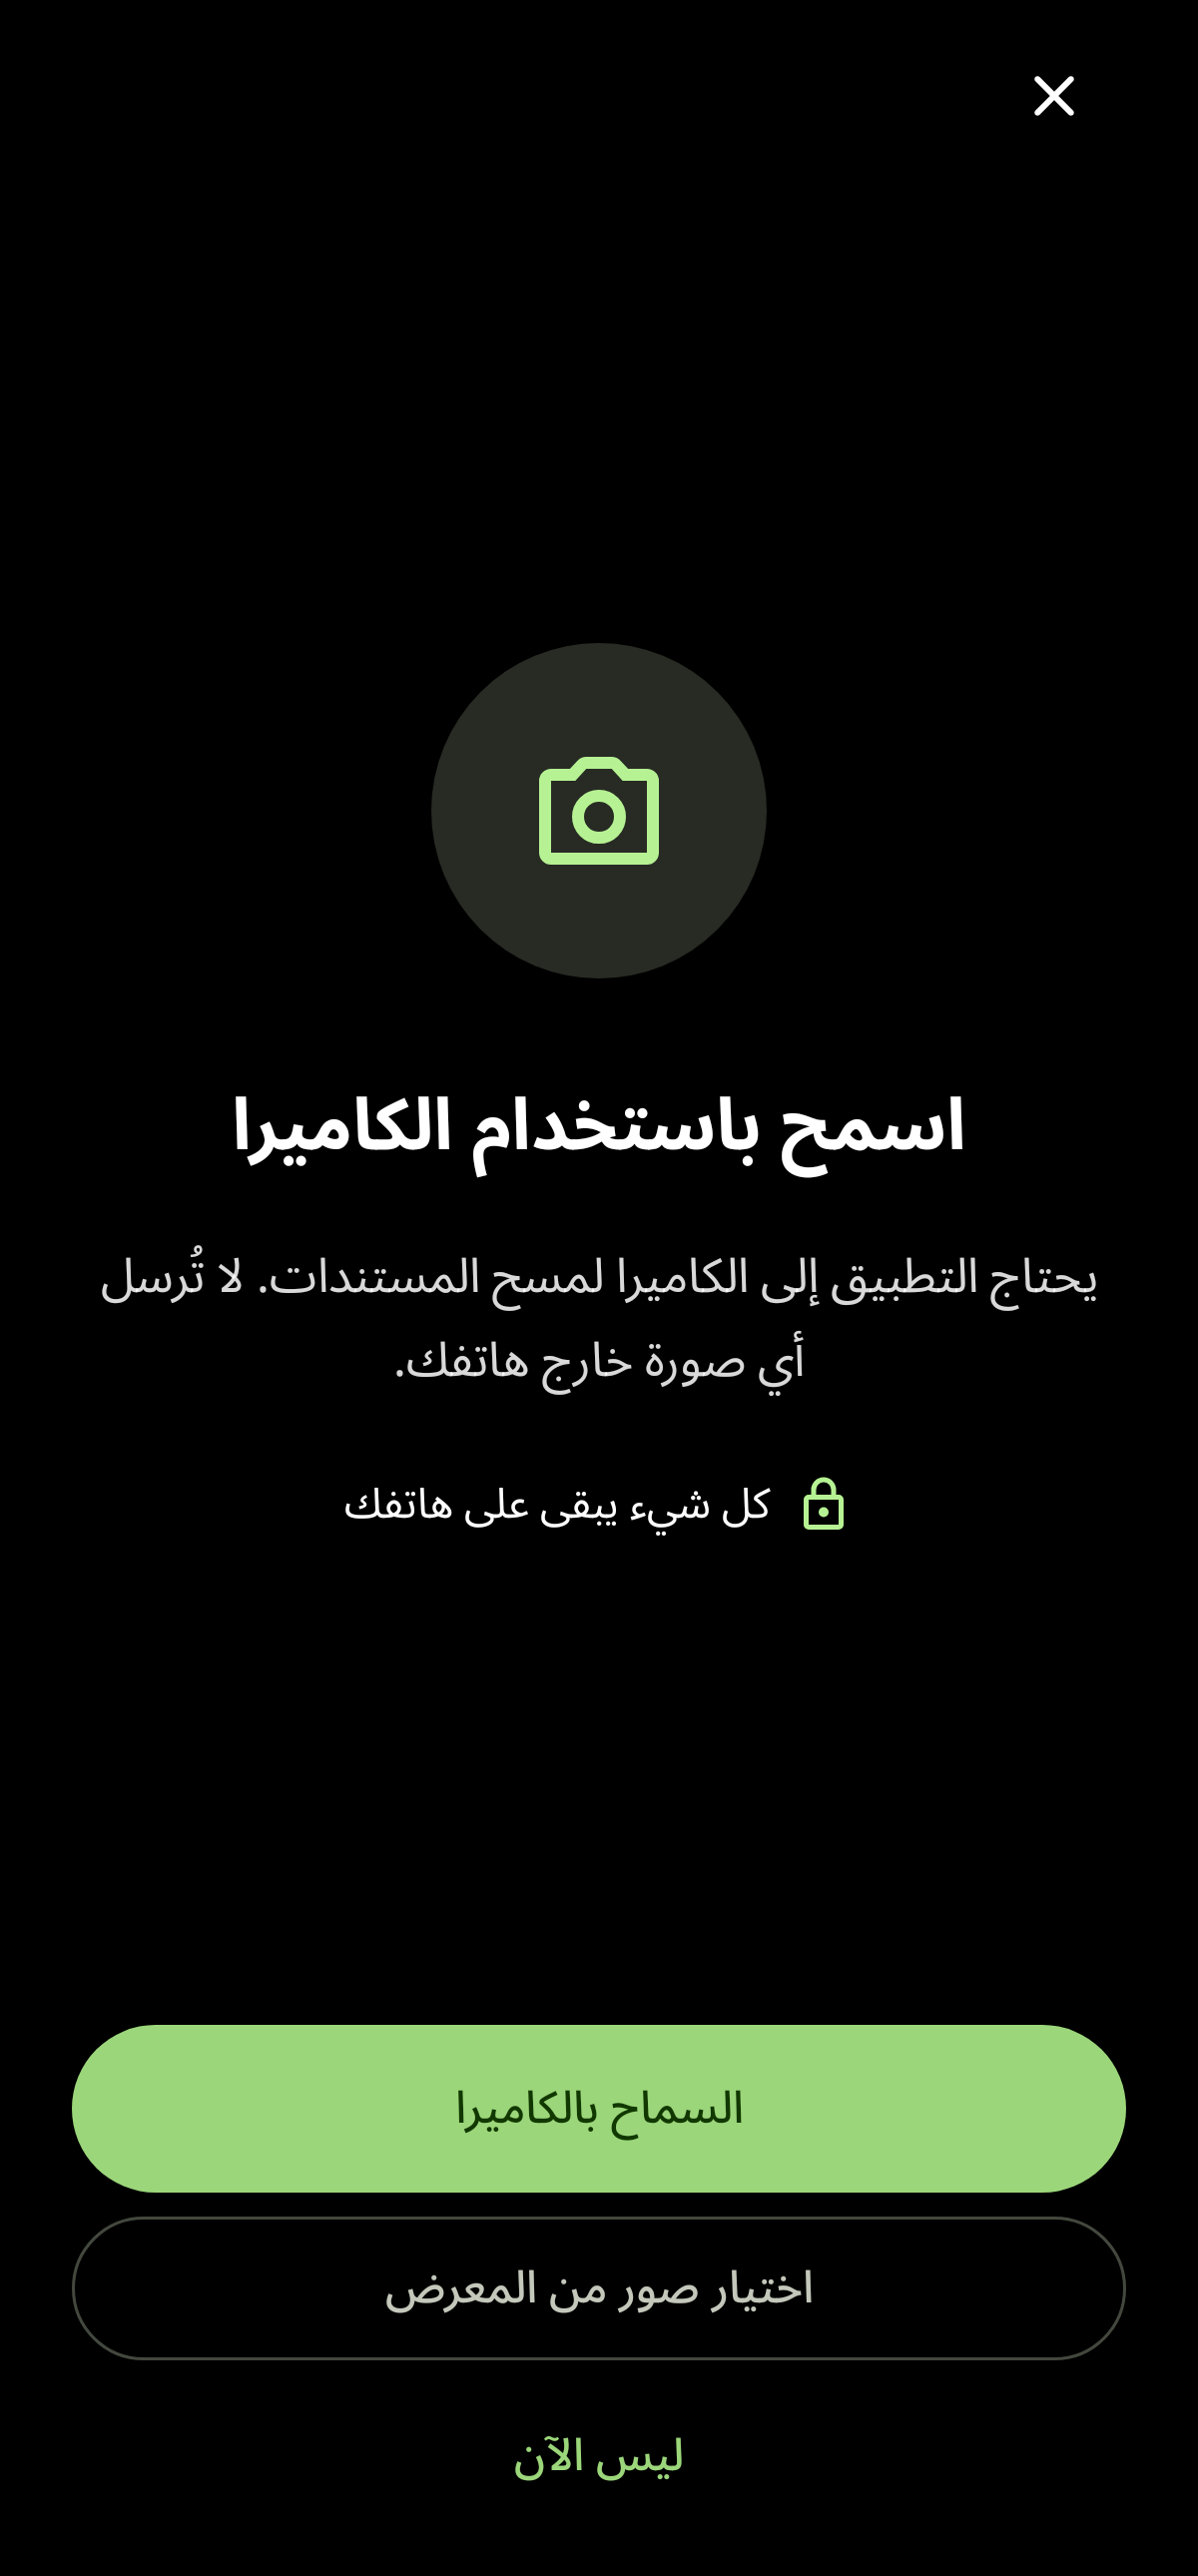 اسمح باستخدام الكاميرا
يحتاج التطبيق إلى الكاميرا لمسح المستندات. لا تُرسل
أي صورة خارج هاتفك.
كل شيء يبقى على هاتفك
السماح بالكاميرا
اختيار صور من المعرض
ليس الآن